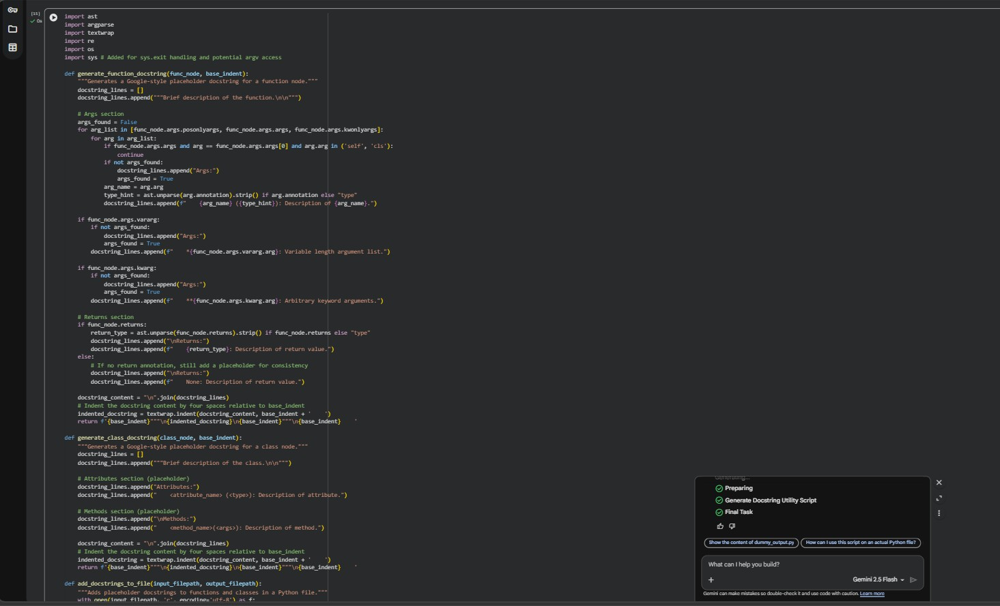 [15]
0s
import ast
import argparse
import textwrap
import re
import os
import sys # Added for sys.exit handling and potential argv access

def generate_function_docstring(func_node, base_indent):
    """Generates a Google-style placeholder docstring for a function node."""
    docstring_lines = []
    docstring_lines.append("""Brief description of the function.\n\n""")

    # Args section
    args_found = False
    for arg_list in [func_node.args.posonlyargs, func_node.args.args, func_node.args.kwonlyargs]:
        for arg in arg_list:
            if func_node.args.args and arg == func_node.args.args[0] and arg.arg in ('self', 'cls'):
                continue
            if not args_found:
                docstring_lines.append("Args:")
                args_found = True
            arg_name = arg.arg
            type_hint = ast.unparse(arg.annotation).strip() if arg.annotation else "type"
            docstring_lines.append(f"    {arg_name} ({type_hint}): Description of {arg_name}.")

    if func_node.args.vararg:
        if not args_found:
            docstring_lines.append("Args:")
            args_found = True
        docstring_lines.append(f"    *{func_node.args.vararg.arg}: Variable length argument list.")

    if func_node.args.kwarg:
        if not args_found:
            docstring_lines.append("Args:")
            args_found = True
        docstring_lines.append(f"    **{func_node.args.kwarg.arg}: Arbitrary keyword arguments.")

    # Returns section
    if func_node.returns:
        return_type = ast.unparse(func_node.returns).strip() if func_node.returns else "type"
        docstring_lines.append("\nReturns:")
        docstring_lines.append(f"    {return_type}: Description of return value.")
    else:
        # If no return annotation, still add a placeholder for consistency
        docstring_lines.append("\nReturns:")
        docstring_lines.append(f"    None: Description of return value.")

    docstring_content = "\n".join(docstring_lines)
    # Indent the docstring content by four spaces relative to base_indent
    indented_docstring = textwrap.indent(docstring_content, base_indent + '    ')
    return f'{base_indent}"""\n{indented_docstring}\n{base_indent}"""\n{base_indent}    '

def generate_class_docstring(class_node, base_indent):
    """Generates a Google-style placeholder docstring for a class node."""
    docstring_lines = []
    docstring_lines.append("""Brief description of the class.\n\n""")

    # Attributes section (placeholder)
    docstring_lines.append("Attributes:")
    docstring_lines.append("    <attribute_name> (<type>): Description of attribute.")

    # Methods section (placeholder)
    docstring_lines.append("\nMethods:")
    docstring_lines.append("    <method_name>(<args>): Description of method.")

    docstring_content = "\n".join(docstring_lines)
    # Indent the docstring content by four spaces relative to base_indent
    indented_docstring = textwrap.indent(docstring_content, base_indent + '    ')
    return f'{base_indent}"""\n{indented_docstring}\n{base_indent}"""\n{base_indent}    '

def add_docstrings_to_file(input_filepath, output_filepath):
    """Adds placeholder docstrings to functions and classes in a Python file."""
    with open(input_filepath, 'r', encoding='utf-8') as f:
Generating...
Preparing
Generate Docstring Utility Script
Final Task
Show the content of dummy_output.py
How can I use this script on an actual Python file?
What can I help you build?
Gemini 2.5 Flash
Gemini can make mistakes so double-check it and use code with caution. Learn more